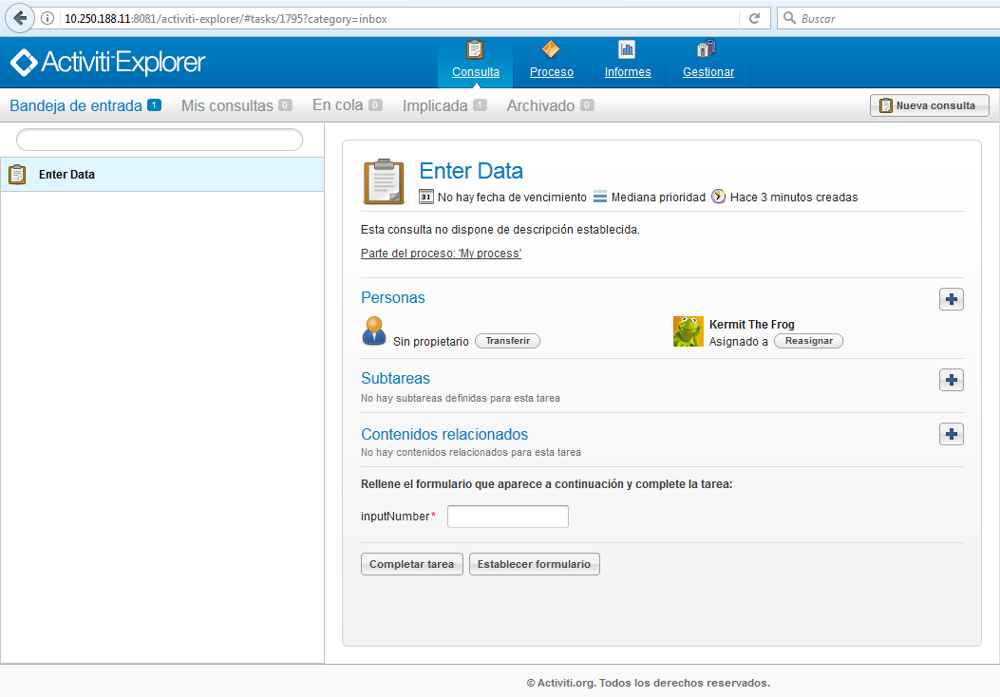 10.250.188.11:8081/activiti-explorer/#tasks/1795?category=inbox
Buscar
Activiti Explorer
Consulta Proceso Informes Gestionar
Bandeja de entrada 1 Mis consultas 0 En cola 0 Implicada 1 Archivado 0 Nueva consulta
Enter Data
Enter Data
31 No hay fecha de vencimiento Mediana prioridad Hace 3 minutos creadas
Esta consulta no dispone de descripción establecida.
Parte del proceso: 'My process'
Personas
Sin propietario Transferir
Kermit The Frog
Asignado a Reasignar
Subtareas
No hay subtareas definidas para esta tarea
Contenidos relacionados
No hay contenidos relacionados para esta tarea
Rellene el formulario que aparece a continuación y complete la tarea:
inputNumber*
Completar tarea Establecer formulario
© Activiti.org. Todos los derechos reservados.